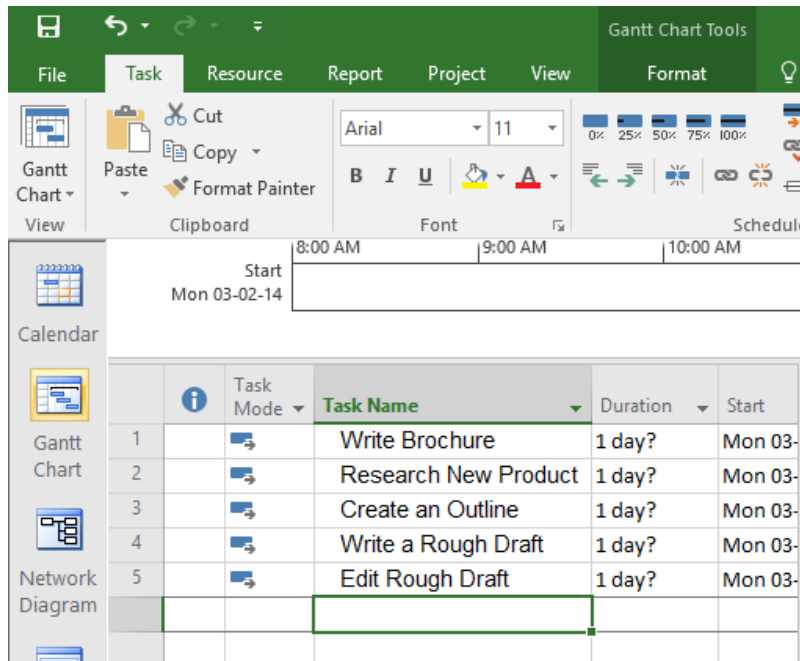 Gantt Chart Tools
File Task Resource Report Project View Format
Cut
Copy
Format Painter
Gantt Chart
Paste
Arial 11
B I U A
0% 25% 50% 75% 100%
View Clipboard Font Schedul
8:00 AM 9:00 AM 10:00 AM
Start
Mon 03-02-14
Calendar
Gantt Chart
Network Diagram
Task Mode Task Name Duration Start
1 Write Brochure 1 day? Mon 03-
2 Research New Product 1 day? Mon 03-
3 Create an Outline 1 day? Mon 03-
4 Write a Rough Draft 1 day? Mon 03-
5 Edit Rough Draft 1 day? Mon 03-